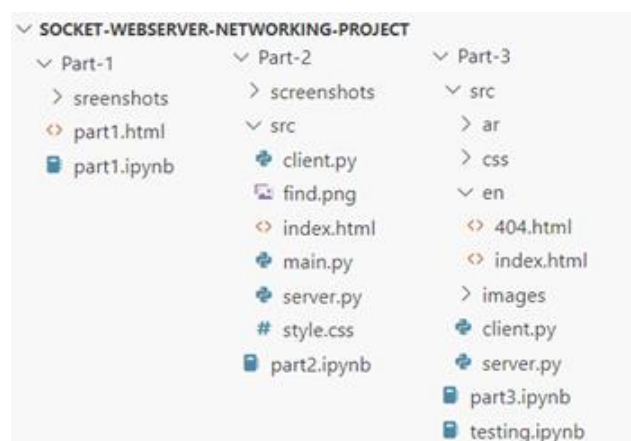 SOCKET-WEBSERVER-NETWORKING-PROJECT
Part-1
sreenshots
part1.html
part1.ipynb
Part-2
screenshots
src
client.py
find.png
index.html
main.py
server.py
# style.css
part2.ipynb
Part-3
src
ar
css
en
404.html
index.html
images
client.py
server.py
part3.ipynb
testing.ipynb